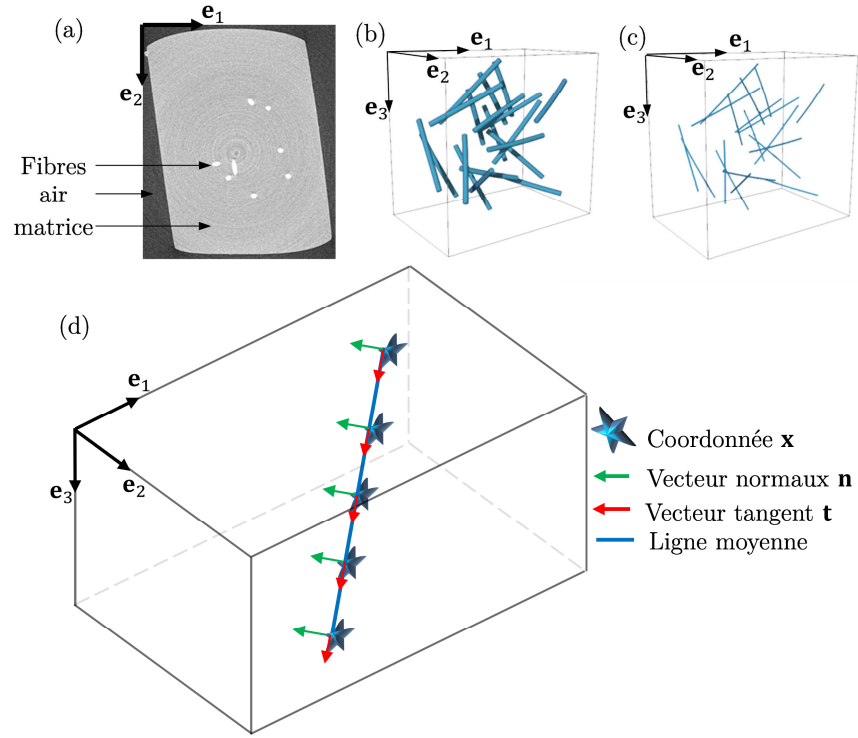 (a)
e1
e2
Fibres
air
matrice
(b)
e1
e2
e3
(c)
e1
e2
e3
(d)
e1
e2
e3
Coordonnée x
Vecteur normaux n
Vecteur tangent t
Ligne moyenne